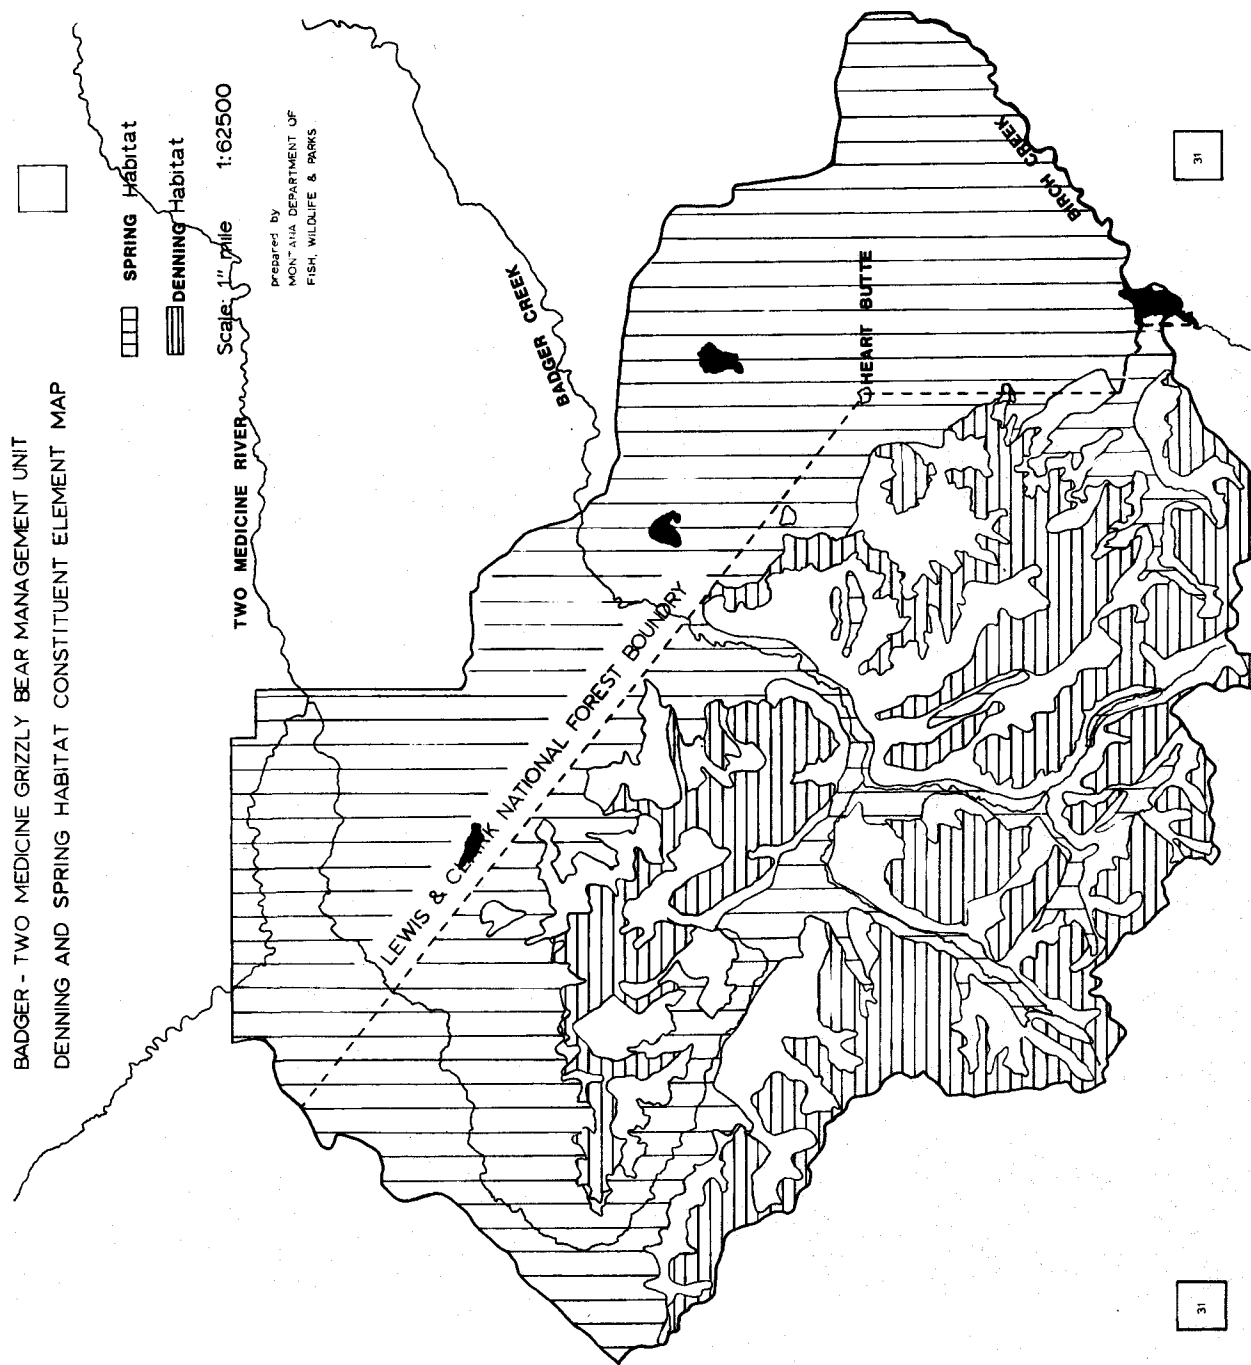 BADGER - TWO MEDICINE GRIZZLY BEAR MANAGEMENT UNIT
DENNING AND SPRING HABITAT CONSTITUENT ELEMENT MAP
SPRING Habitat
DENNING Habitat
Scale: 1" mile 1:62500
prepared by
MONTANA DEPARTMENT OF
FISH, WILDLIFE & PARKS
TWO MEDICINE RIVER
BADGER CREEK
BIRCH CREEK
HEART BUTTE
LEWIS & CLARK NATIONAL FOREST BOUNDRY
31
31